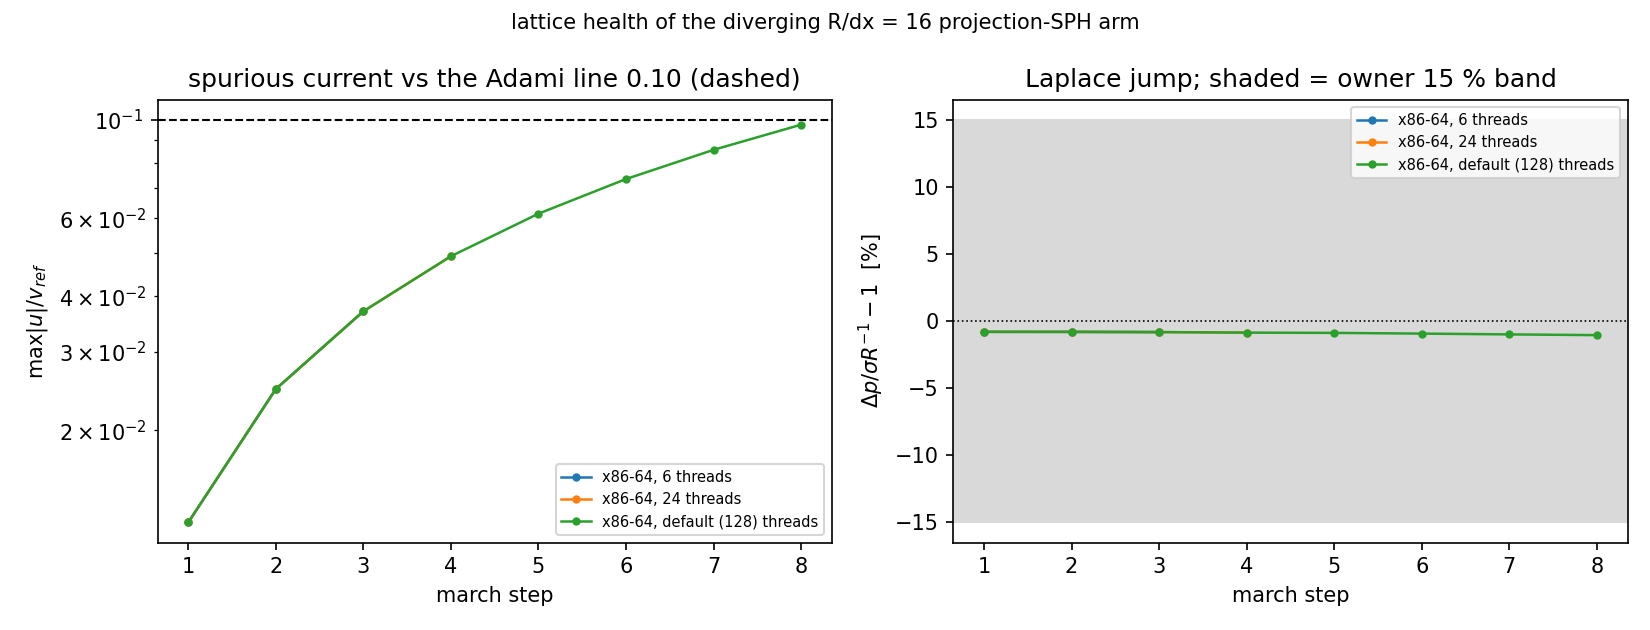 lattice health of the diverging R/dx = 16 projection-SPH arm
spurious current vs the Adami line 0.10 (dashed)
10⁻¹
6 × 10⁻²
4 × 10⁻²
3 × 10⁻²
2 × 10⁻²
max|u|/v_ref
x86-64, 6 threads
x86-64, 24 threads
x86-64, default (128) threads
1 2 3 4 5 6 7 8
march step
Laplace jump; shaded = owner 15 % band
15
10
5
0
−5
−10
−15
Δp/σR⁻¹ − 1 [%]
x86-64, 6 threads
x86-64, 24 threads
x86-64, default (128) threads
1 2 3 4 5 6 7 8
march step